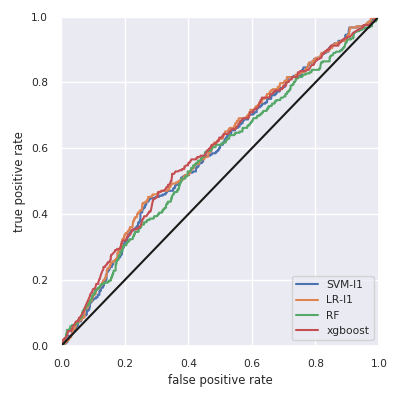 1.0
0.8
0.6
0.4
0.2
0.0
true positive rate
0.0 0.2 0.4 0.6 0.8 1.0
false positive rate
SVM-l1
LR-l1
RF
xgboost